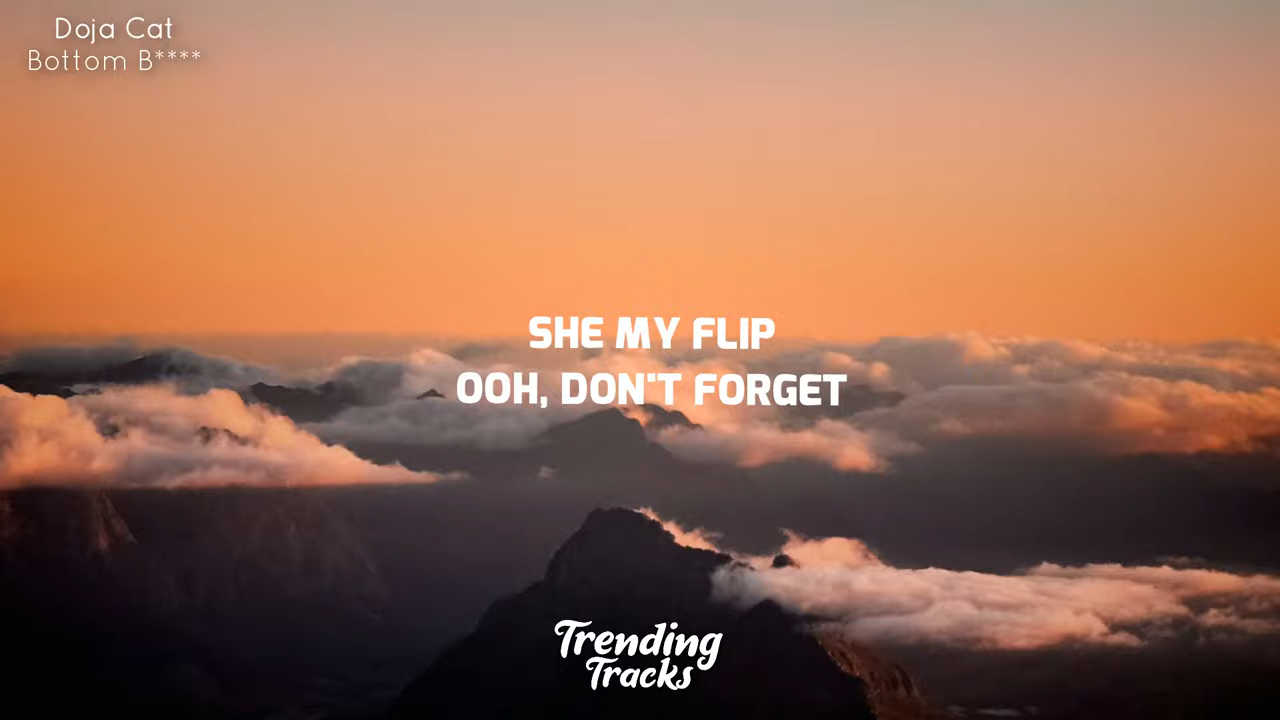 Doja Cat
Bottom B****
SHE MY FLIP
OOH, DON'T FORGET
Trending
Tracks